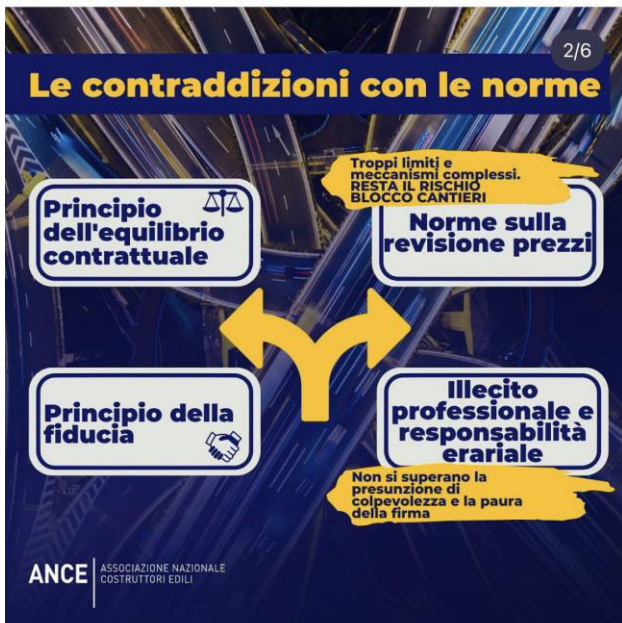 2/6
Le contraddizioni con le norme
Principio
dell'equilibrio
contrattuale
Troppi limiti e
meccanismi complessi.
RESTA IL RISCHIO
BLOCCO CANTIERI
Norme sulla
revisione prezzi
Principio della
fiducia
Illecito
professionale e
responsabilità
erariale
Non si superano la
presunzione di
colpevolezza e la paura
della firma
ANCE
ASSOCIAZIONE NAZIONALE
COSTRUTTORI EDILI